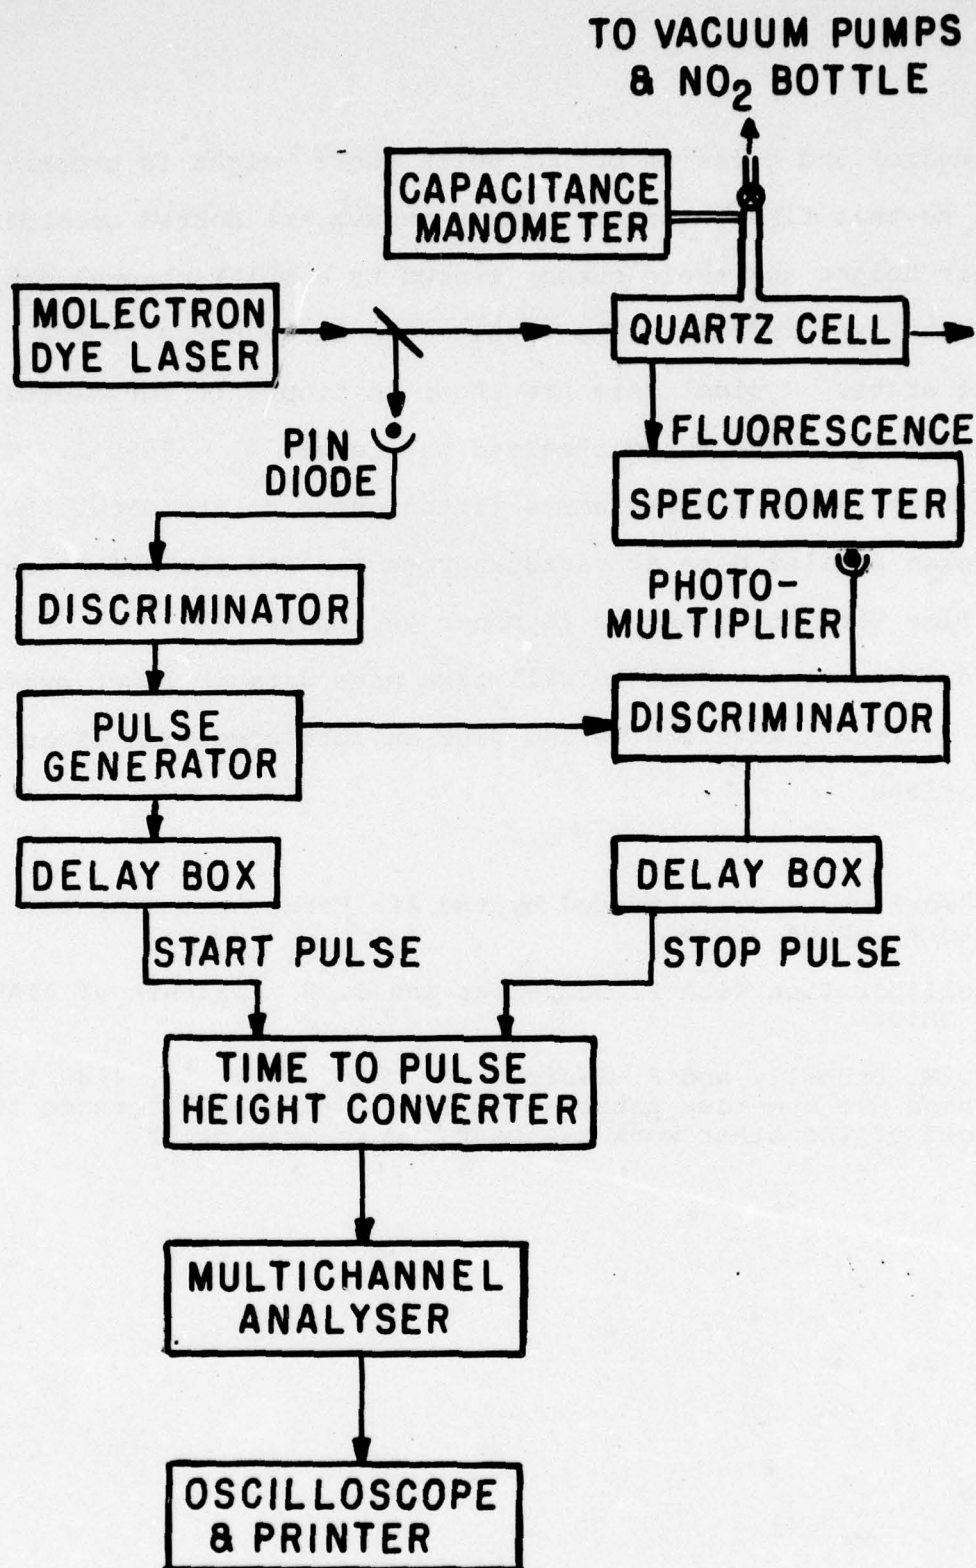 TO VACUUM PUMPS
& NO2 BOTTLE
CAPACITANCE
MANOMETER
MOLECTRON
DYE LASER
QUARTZ CELL
PIN
DIODE
FLUORESCENCE
SPECTROMETER
PHOTO-
MULTIPLIER
DISCRIMINATOR
PULSE
GENERATOR
DISCRIMINATOR
DELAY BOX
DELAY BOX
START PULSE
STOP PULSE
TIME TO PULSE
HEIGHT CONVERTER
MULTICHANNEL
ANALYSER
OSCILLOSCOPE
& PRINTER